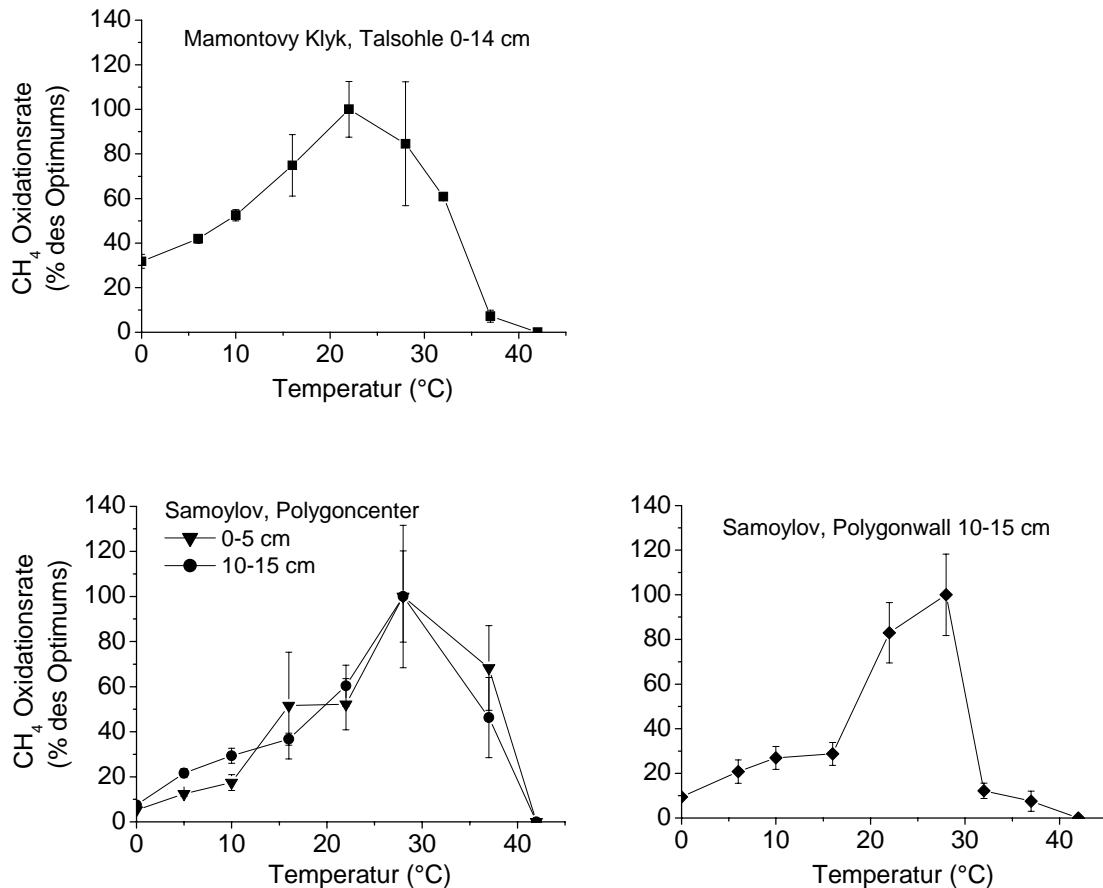 Mamontovy Klyk, Talsohle 0-14 cm
CH4 Oxidationsrate
(% des Optimums)
140
120
100
80
60
40
20
0
0 10 20 30 40
Temperatur (°C)
Samoylov, Polygoncenter
0-5 cm
10-15 cm
CH4 Oxidationsrate
(% des Optimums)
140
120
100
80
60
40
20
0
0 10 20 30 40
Temperatur (°C)
Samoylov, Polygonwall 10-15 cm
140
120
100
80
60
40
20
0
0 10 20 30 40
Temperatur (°C)